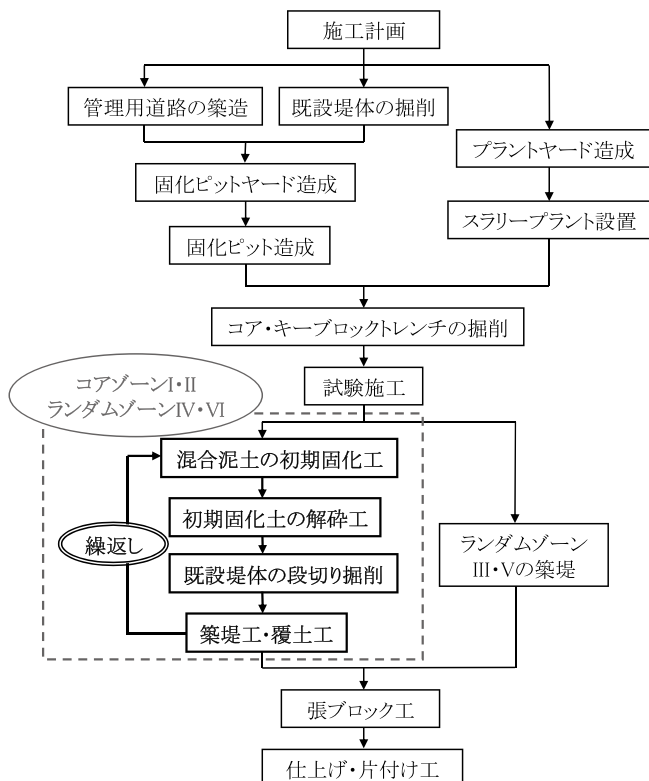 施工計画
管理用道路の築造
既設堤体の掘削
プラントヤード造成
固化ピットヤード造成
スラリープラント設置
固化ピット造成
コア・キーブロックトレンチの掘削
試験施工
コアゾーンI・II
ランダムゾーンIV・VI
混合泥土の初期固化工
初期固化土の解砕工
繰返し
既設堤体の段切り掘削
築堤工・覆土工
ランダムゾーン
III・Vの築堤
張ブロック工
仕上げ・片付け工